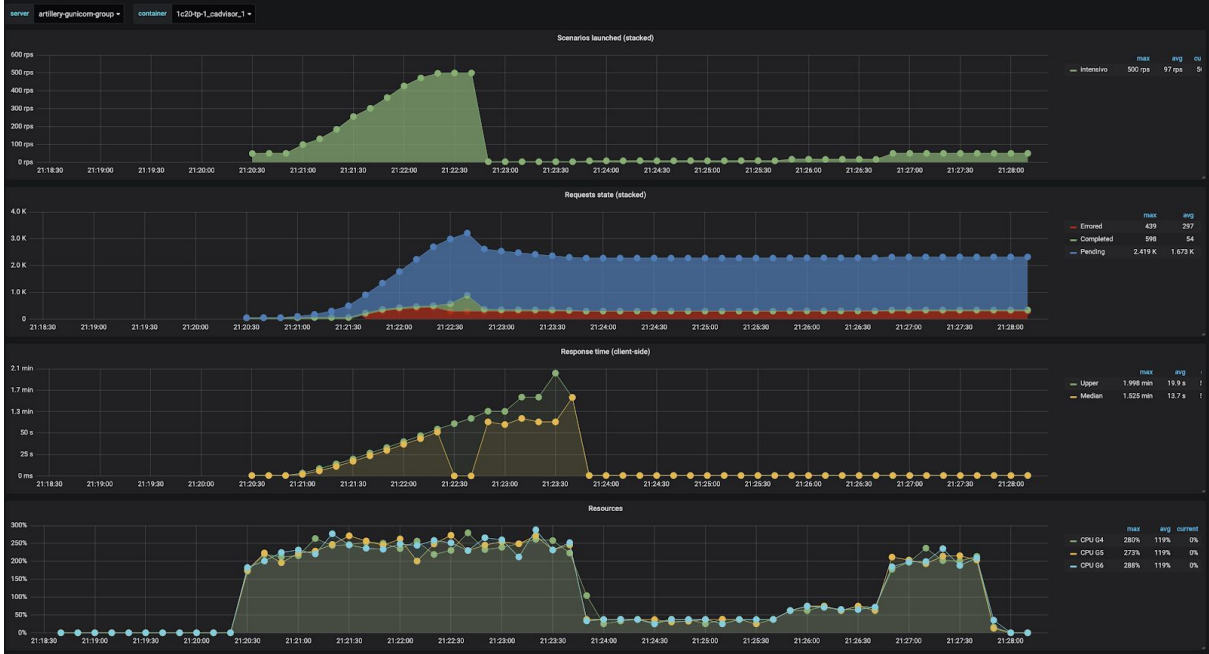 server artillery-gunicorn-group container 1c20-tp-1_cadvisor_1
Scenarios launched (stacked)
600 rps
500 rps
400 rps
300 rps
200 rps
100 rps
0 rps
21:18:30 21:19:00 21:19:30 21:20:00 21:20:30 21:21:00 21:21:30 21:22:00 21:22:30 21:23:00 21:23:30 21:24:00 21:24:30 21:25:00 21:25:30 21:26:00 21:26:30 21:27:00 21:27:30 21:28:00
max avg cu
Intensivo 500 rps 97 rps
Requests state (stacked)
4.0 K
3.0 K
2.0 K
1.0 K
0
21:18:30 21:19:00 21:19:30 21:20:00 21:20:30 21:21:00 21:21:30 21:22:00 21:22:30 21:23:00 21:23:30 21:24:00 21:24:30 21:25:00 21:25:30 21:26:00 21:26:30 21:27:00 21:27:30 21:28:00
max avg
Errored 439 297
Completed 598 54
Pending 2.419 K 1.673 K
Response time (client-side)
2.1 min
1.7 min
1.3 min
50 s
25 s
0 ms
21:18:30 21:19:00 21:19:30 21:20:00 21:20:30 21:21:00 21:21:30 21:22:00 21:22:30 21:23:00 21:23:30 21:24:00 21:24:30 21:25:00 21:25:30 21:26:00 21:26:30 21:27:00 21:27:30 21:28:00
max avg
Upper 1.998 min 19.9 s
Median 1.525 min 13.7 s
Resources
300%
250%
200%
150%
100%
50%
0%
21:18:30 21:19:00 21:19:30 21:20:00 21:20:30 21:21:00 21:21:30 21:22:00 21:22:30 21:23:00 21:23:30 21:24:00 21:24:30 21:25:00 21:25:30 21:26:00 21:26:30 21:27:00 21:27:30 21:28:00
max avg current
CPU G4 280% 119% 0%
CPU G5 273% 119% 0%
CPU G6 288% 119% 0%